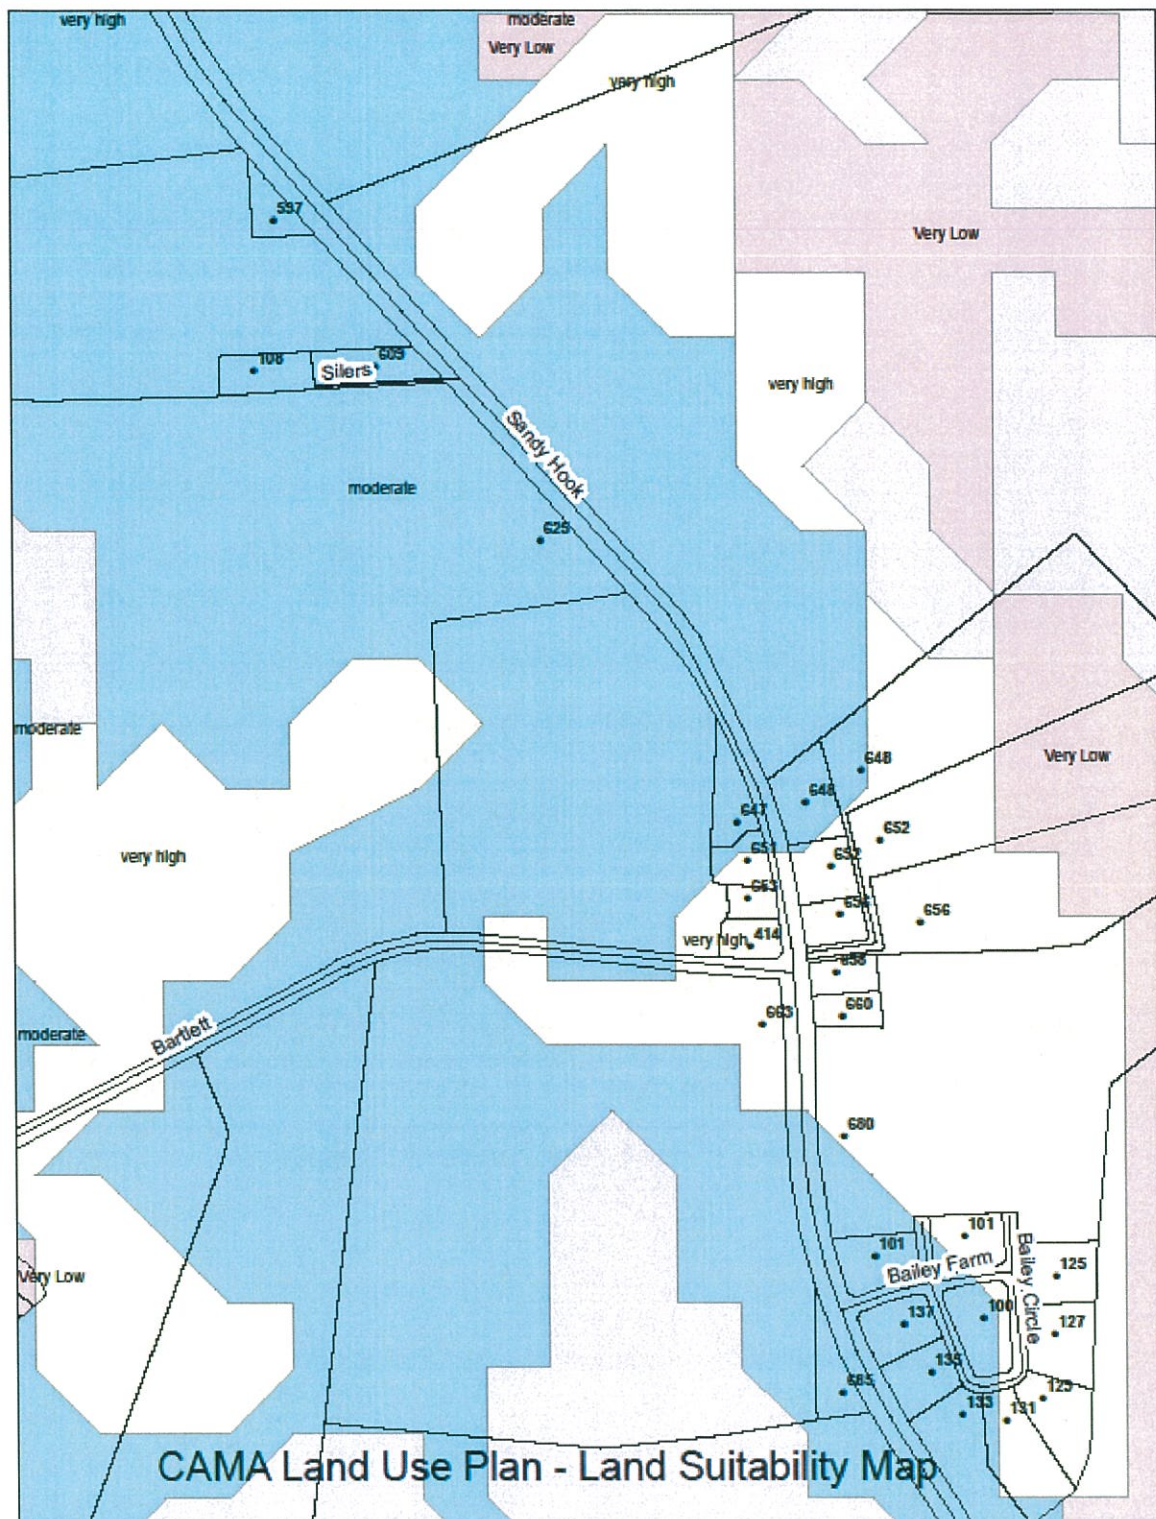 very high
moderate
Very Low
very high
Very Low
597
108
609
Silers
very high
Sandy Hook
moderate
625
moderate
Very Low
648
648
647
652
651
652
very high
653
654
656
very high
414
658
660
663
moderate
Bartlett
680
101
101
Bailey Farm
Bailey Circle
125
Very Low
100
137
127
135
685
133
131
CAMA Land Use Plan - Land Suitability Map